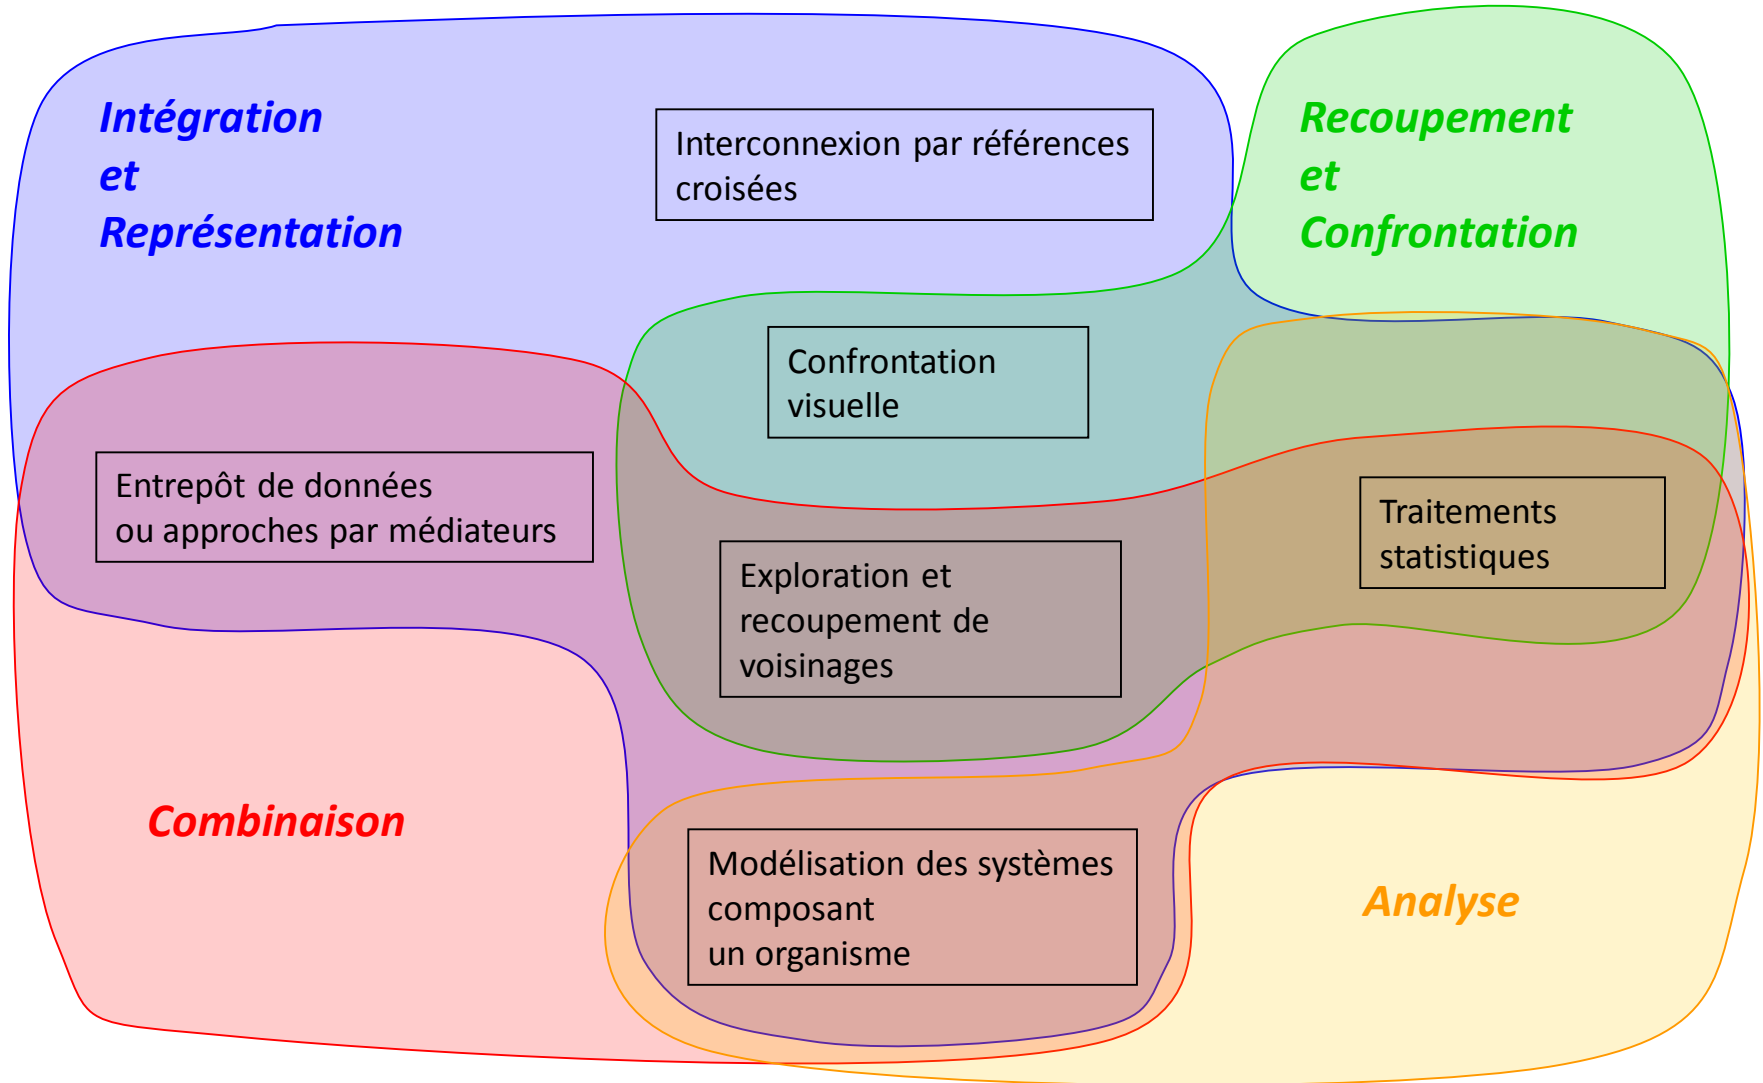 Intégration
et
Représentation
Interconnexion par références
croisées
Recoupement
et
Confrontation
Confrontation
visuelle
Entrepôt de données
ou approches par médiateurs
Traitements
statistiques
Exploration et
recoupement de
voisinages
Combinaison
Modélisation des systèmes
composant
un organisme
Analyse